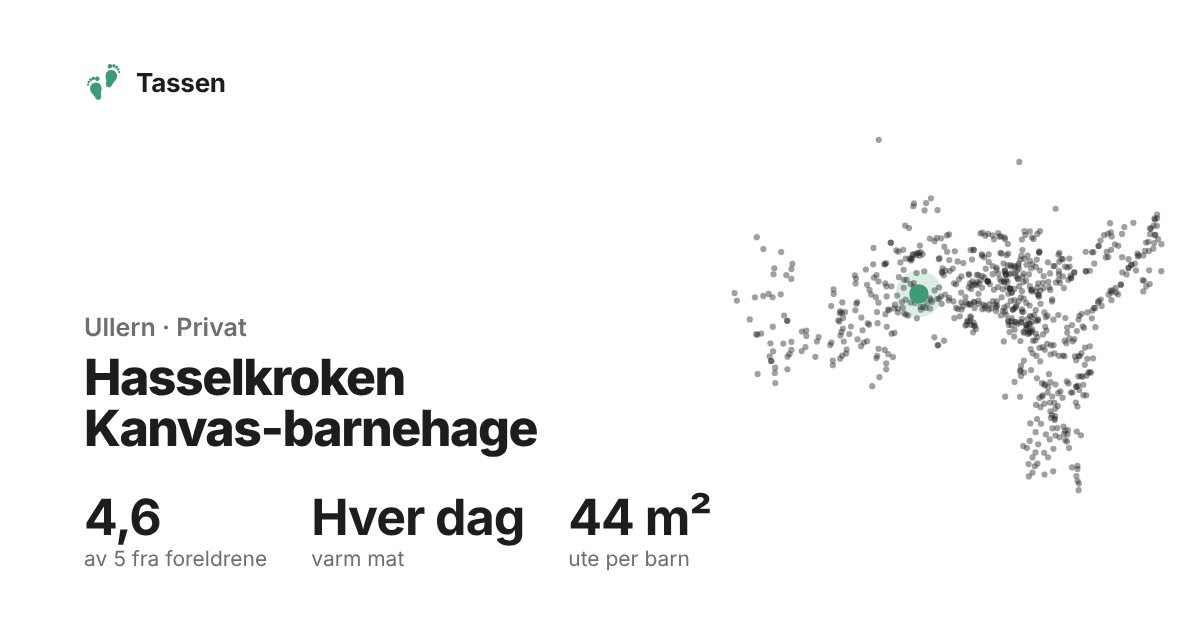 Tassen
Ullern · Privat
Hasselkroken
Kanvas-barnehage
4,6
av 5 fra foreldrene
Hver dag
varm mat
44 m²
ute per barn